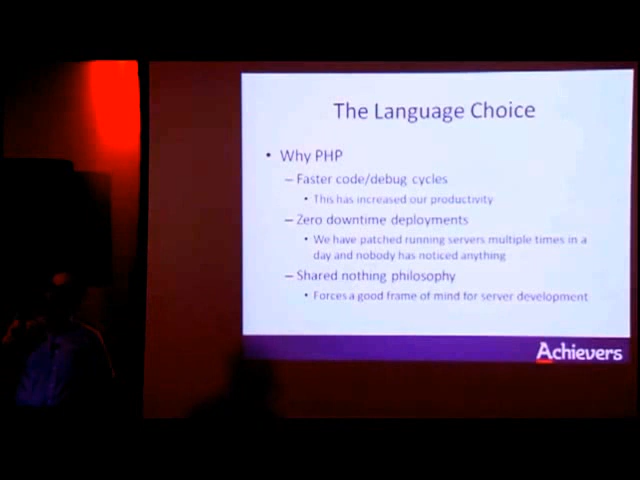 The Language Choice
• Why PHP
– Faster code/debug cycles
• This has increased our productivity
– Zero downtime deployments
• We have patched running servers multiple times in a
day and nobody has noticed anything
– Shared nothing philosophy
• Forces a good frame of mind for server development
Achievers